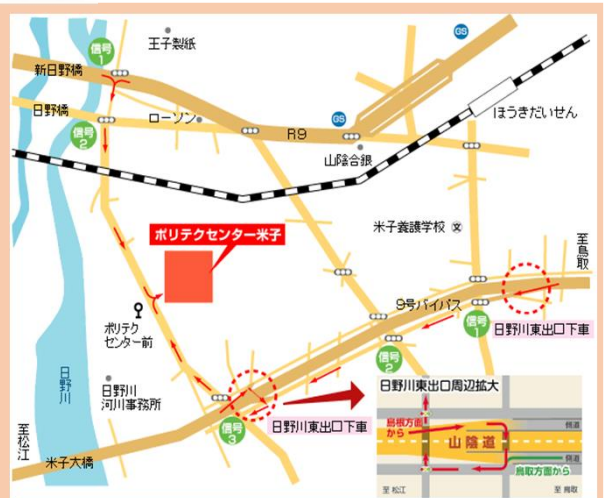 王子製紙
GS
信号
1
新日野橋
日野橋
ローソン
信号
2
GS
R9
ほうきだいせん
山陰合銀
ポリテクセンター米子
米子養護学校
文
至鳥取
9号バイパス
信号
1
日野川東出口下車
信号
2
ポリテク
センター前
日野川
日野川
河川事務所
至松江
米子大橋
信号
3
日野川東出口下車
日野川東出口周辺拡大
島根方面
から
山陰道
側道
側道
鳥取方面から
至 松江
至 鳥取